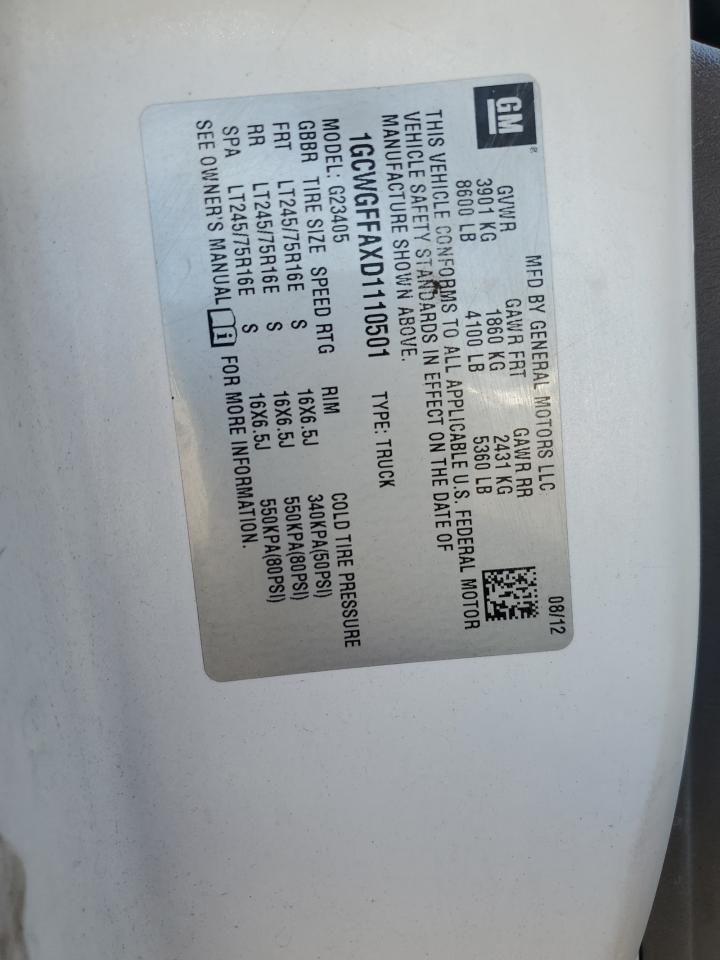 GM
MFD BY GENERAL MOTORS LLC 08/12
GVWR GAWR FRT GAWR RR
3901 KG 1860 KG 2431 KG
8600 LB 4100 LB 5360 LB
THIS VEHICLE CONFORMS TO ALL APPLICABLE U.S. FEDERAL MOTOR
VEHICLE SAFETY STANDARDS IN EFFECT ON THE DATE OF
MANUFACTURE SHOWN ABOVE.
1GCWGFFAXD1110501 TYPE: TRUCK
MODEL: G23405
GBBR TIRE SIZE SPEED RTG RIM COLD TIRE PRESSURE
FRT LT245/75R16E S 16X6.5J 340KPA(50PSI)
RR LT245/75R16E S 16X6.5J 550KPA(80PSI)
SPA LT245/75R16E S 16X6.5J 550KPA(80PSI)
SEE OWNER'S MANUAL i FOR MORE INFORMATION.